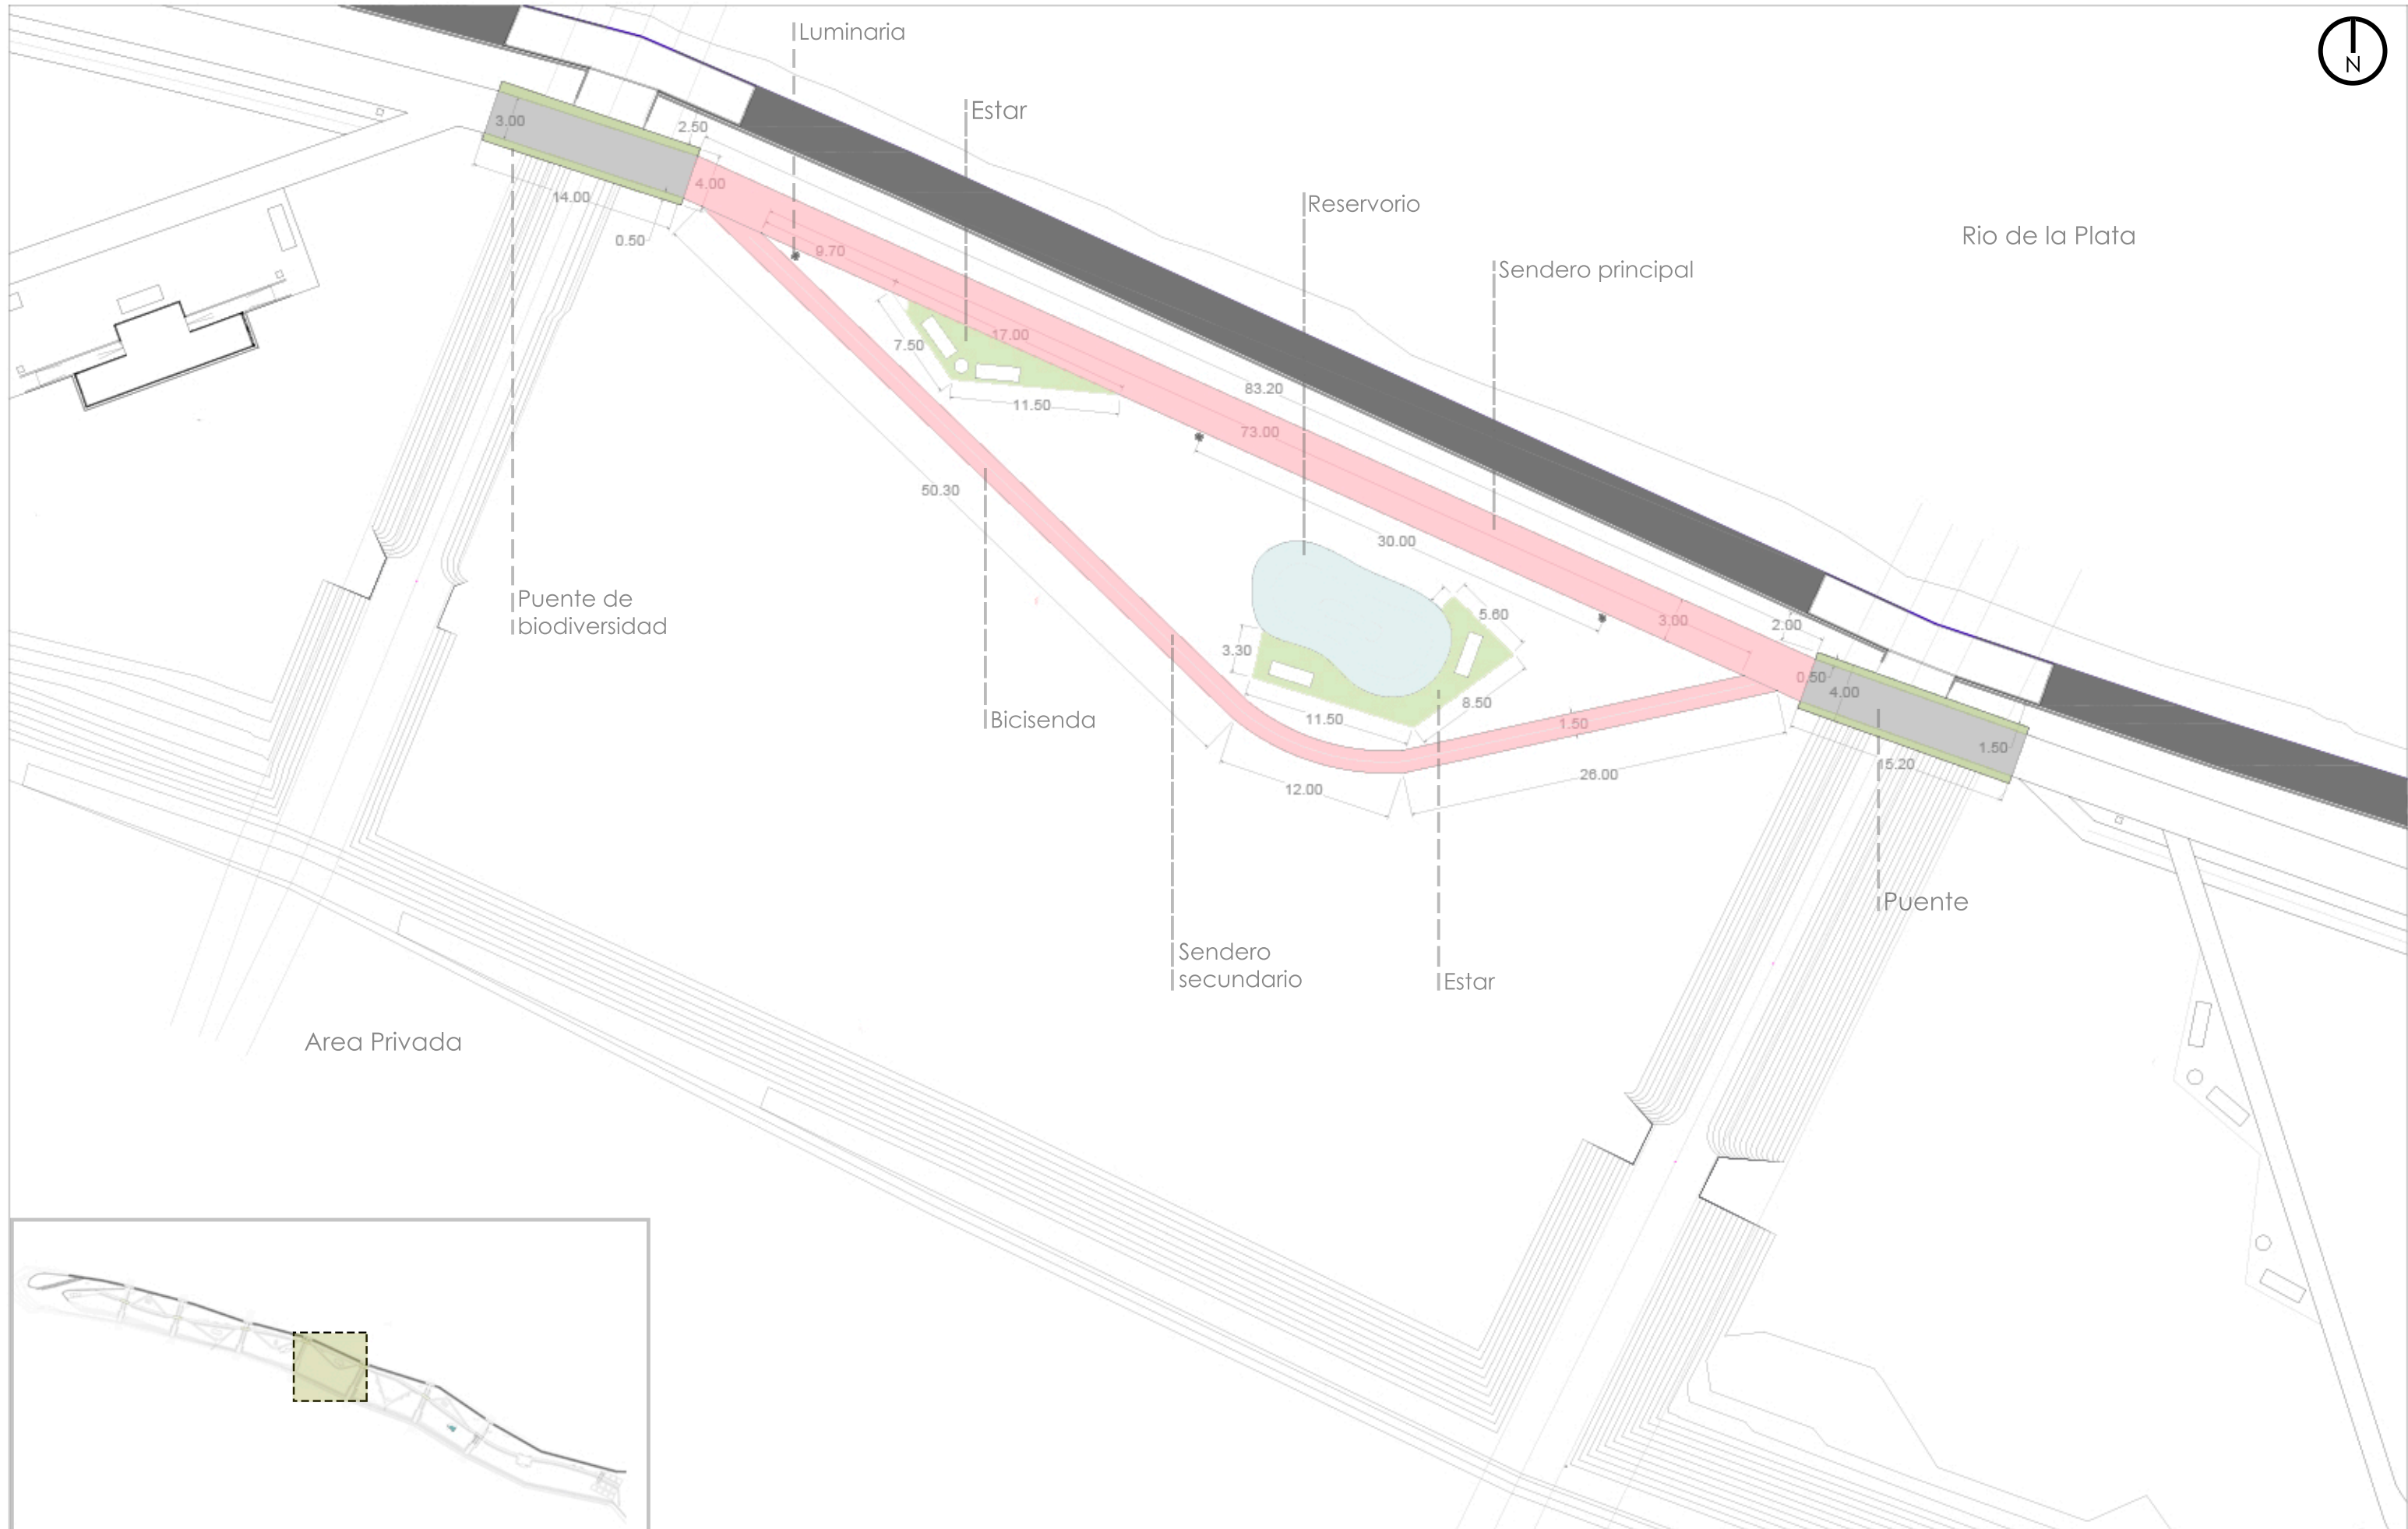 Luminaria
N
Estar
3.00
2.50
4.00
14.00
Reservorio
0.50
9.70
Rio de la Plata
Sendero principal
17.00
7.50
83.20
11.50
73.00
50.30
30.00
Puente de
biodiversidad
5.60
3.00
2.00
3.30
0.50
4.00
8.50
Bicisenda
11.50
1.50
1.50
15.20
26.00
12.00
Puente
Sendero
secundario
Estar
Area Privada